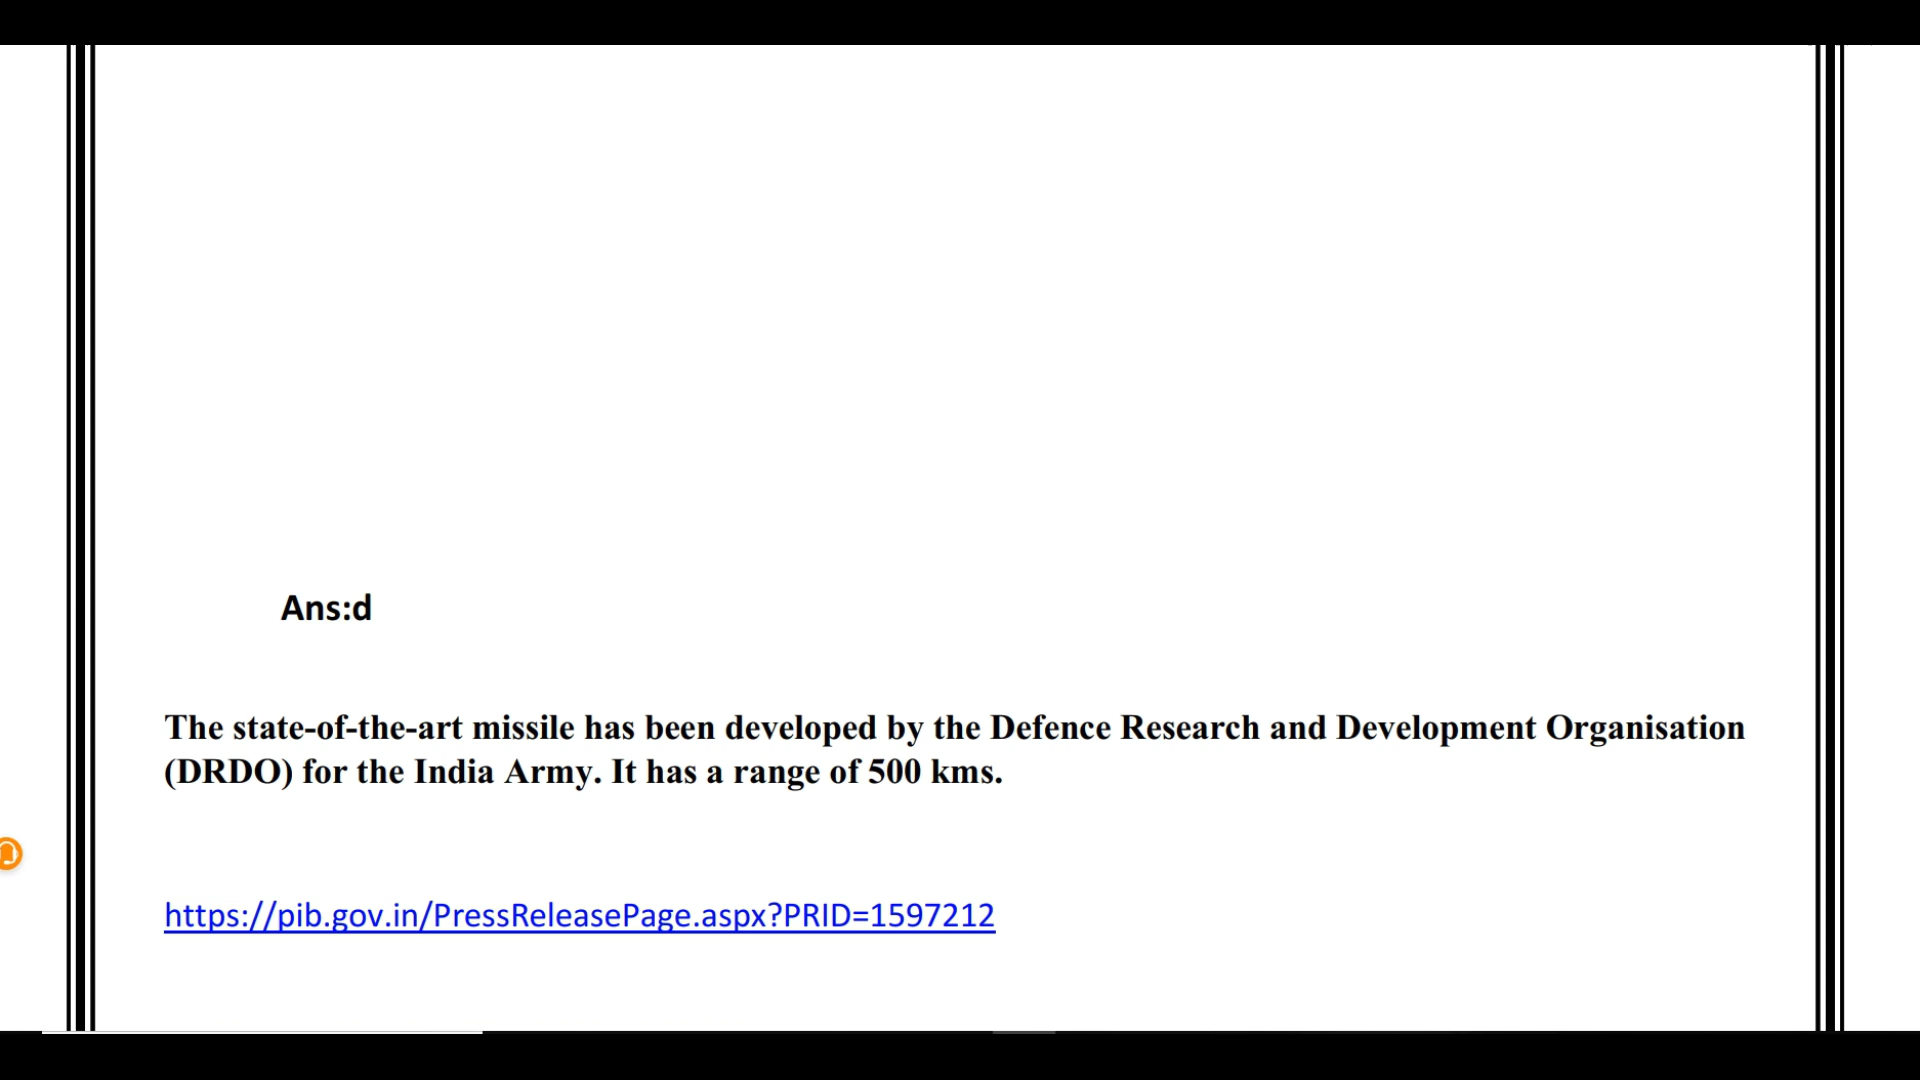 Ans:d
The state-of-the-art missile has been developed by the Defence Research and Development Organisation
(DRDO) for the India Army. It has a range of 500 kms.
https://pib.gov.in/PressReleasePage.aspx?PRID=1597212